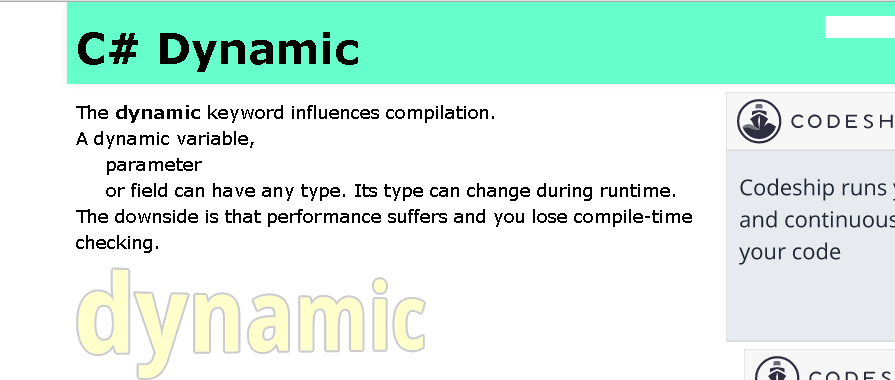 C# Dynamic
The dynamic keyword influences compilation.
A dynamic variable,
parameter
or field can have any type. Its type can change during runtime.
The downside is that performance suffers and you lose compile-time
checking.
dynamic
CODESH
Codeship runs
and continuous
your code
CODESH